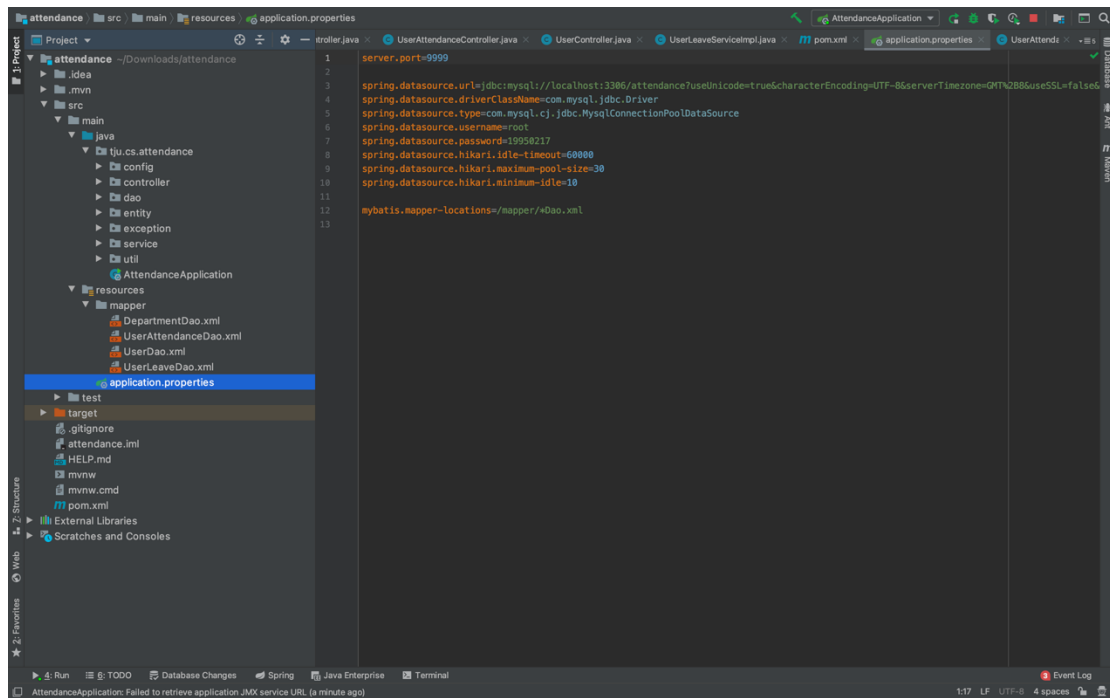 attendance src main resources application.properties
AttendanceApplication
1: Project
Project
ntroller.java
UserAttendanceController.java
UserController.java
UserLeaveServiceImpl.java
pom.xml
application.properties
UserAttenda
attendance ~/Downloads/attendance
.idea
.mvn
src
main
java
tju.cs.attendance
config
controller
dao
entity
exception
service
util
AttendanceApplication
resources
mapper
DepartmentDao.xml
UserAttendanceDao.xml
UserDao.xml
UserLeaveDao.xml
application.properties
test
target
.gitignore
attendance.iml
HELP.md
mvnw
mvnw.cmd
pom.xml
External Libraries
Scratches and Consoles
1 server.port=9999
2
3 spring.datasource.url=jdbc:mysql://localhost:3306/attendance?useUnicode=true&characterEncoding=UTF-8&serverTimezone=GMT%2B8&useSSL=false&
4 spring.datasource.driverClassName=com.mysql.jdbc.Driver
5 spring.datasource.type=com.mysql.cj.jdbc.MysqlConnectionPoolDataSource
6 spring.datasource.username=root
7 spring.datasource.password=19950217
8 spring.datasource.hikari.idle-timeout=60000
9 spring.datasource.hikari.maximum-pool-size=30
10 spring.datasource.hikari.minimum-idle=10
11
12 mybatis.mapper-locations=/mapper/*Dao.xml
13
Database
Ant
Maven
Z: Structure
Web
2: Favorites
4: Run
6: TODO
Database Changes
Spring
Java Enterprise
Terminal
3 Event Log
AttendanceApplication: Failed to retrieve application JMX service URL (a minute ago)
1:17 LF UTF-8 4 spaces